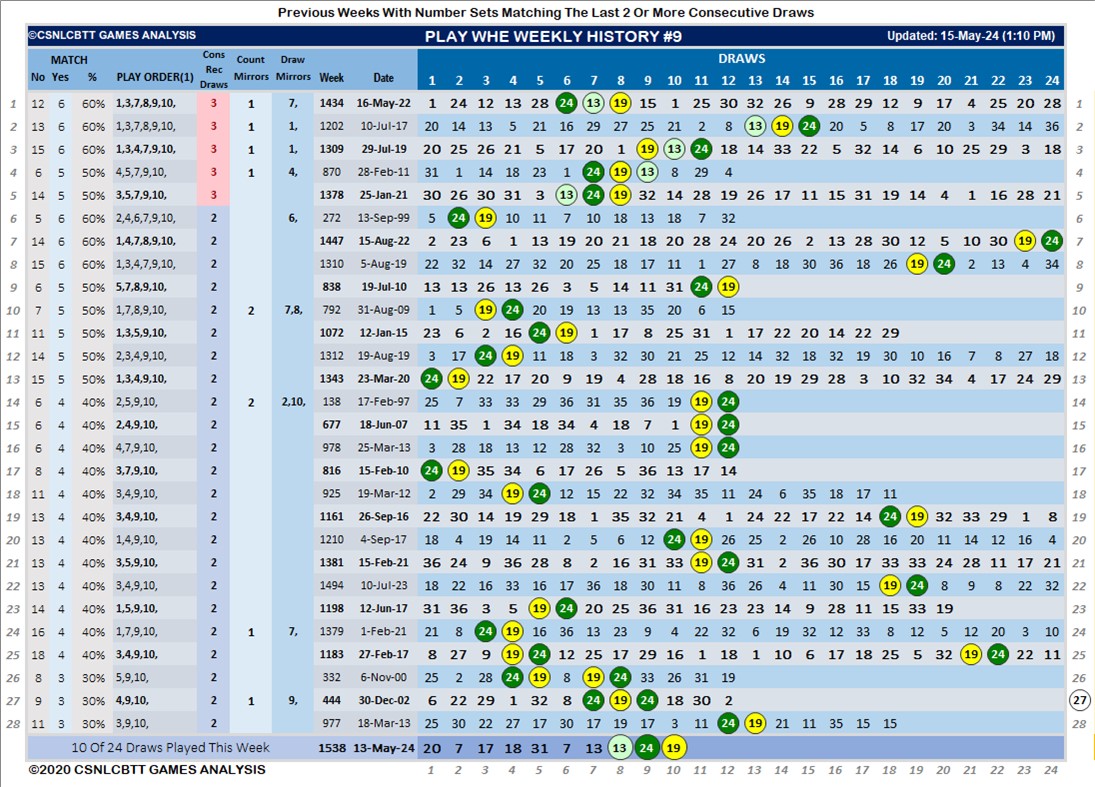 Previous Weeks With Number Sets Matching The Last 2 Or More Consecutive Draws
©CSNLCBTT GAMES ANALYSIS PLAY WHE WEEKLY HISTORY #9 Updated: 15-May-24 (1:10 PM)
MATCH Cons Rec Draws Count Mirrors Draw Mirrors DRAWS
No Yes % PLAY ORDER(1) Week Date 1 2 3 4 5 6 7 8 9 10 11 12 13 14 15 16 17 18 19 20 21 22 23 24
1 12 6 60% 1,3,7,8,9,10, 3 1 7, 1434 16-May-22 1 24 12 13 28 24 13 19 15 1 25 30 32 26 9 28 29 12 9 17 4 25 20 28 1
2 13 6 60% 1,3,7,8,9,10, 3 1 1, 1202 10-Jul-17 20 14 13 5 21 16 29 27 25 21 2 8 13 19 24 20 5 8 17 20 3 34 14 36 2
3 15 6 60% 1,3,4,7,9,10, 3 1 1, 1309 29-Jul-19 20 25 26 21 5 17 20 1 19 13 24 18 14 33 22 5 32 14 6 10 25 29 3 18 3
4 6 5 50% 4,5,7,9,10, 3 1 4, 870 28-Feb-11 31 1 14 18 23 1 24 19 13 8 29 4 4
5 14 5 50% 3,5,7,9,10, 3 1378 25-Jan-21 30 26 30 31 3 13 24 19 32 14 28 19 26 17 11 15 31 19 14 4 1 16 28 21 5
6 5 6 60% 2,4,6,7,9,10, 2 6, 272 13-Sep-99 5 24 19 10 11 7 10 18 13 18 7 32 6
7 14 6 60% 1,4,7,8,9,10, 2 1447 15-Aug-22 2 23 6 1 13 19 20 21 18 20 28 24 20 26 2 13 28 30 12 5 10 30 19 24 7
8 15 6 60% 1,3,4,7,9,10, 2 1310 5-Aug-19 22 32 14 27 32 20 25 18 17 11 1 27 8 18 30 36 18 26 19 24 2 13 4 34 8
9 6 5 50% 5,7,8,9,10, 2 838 19-Jul-10 13 13 26 13 26 3 5 14 11 31 24 19 9
10 7 5 50% 1,7,8,9,10, 2 2 7,8, 792 31-Aug-09 1 5 19 24 20 19 13 13 35 20 6 15 10
11 11 5 50% 1,3,5,9,10, 2 1072 12-Jan-15 23 6 2 16 24 19 1 17 8 25 31 1 17 22 20 14 22 29 11
12 14 5 50% 2,3,4,9,10, 2 1312 19-Aug-19 3 17 24 19 11 18 3 32 30 21 25 12 14 32 18 32 19 30 10 16 7 8 27 18 12
13 15 5 50% 1,3,4,9,10, 2 1343 23-Mar-20 24 19 22 17 20 9 19 4 28 18 16 8 20 19 29 28 3 10 32 34 4 17 24 29 13
14 6 4 40% 2,5,9,10, 2 2 2,10, 138 17-Feb-97 25 7 33 33 29 36 31 35 36 19 19 24 14
15 6 4 40% 2,4,9,10, 2 677 18-Jun-07 11 35 1 34 18 34 4 18 7 1 19 24 15
16 6 4 40% 4,7,9,10, 2 978 25-Mar-13 3 28 18 13 12 28 32 3 10 25 19 24 16
17 8 4 40% 3,7,9,10, 2 816 15-Feb-10 24 19 35 34 6 17 26 5 36 13 17 14 17
18 11 4 40% 3,4,9,10, 2 925 19-Mar-12 2 29 34 19 24 12 15 22 32 34 35 11 24 6 35 18 17 11 18
19 13 4 40% 3,4,9,10, 2 1161 26-Sep-16 22 30 14 19 29 18 1 35 32 21 4 1 24 22 17 22 14 24 19 32 33 29 1 8 19
20 13 4 40% 1,4,9,10, 2 1210 4-Sep-17 18 4 19 14 11 2 5 6 12 24 19 26 25 2 26 10 28 16 20 11 14 12 16 4 20
21 13 4 40% 3,5,9,10, 2 1381 15-Feb-21 36 24 9 36 28 8 2 16 31 33 19 24 31 2 36 30 17 33 33 24 28 11 17 21 21
22 13 4 40% 3,4,9,10, 2 1494 10-Jul-23 18 22 16 33 16 17 36 18 30 11 8 36 26 4 11 30 15 19 24 8 9 8 22 32 22
23 14 4 40% 1,5,9,10, 2 1198 12-Jun-17 31 36 3 5 19 24 20 25 36 31 16 23 23 14 9 28 11 15 33 19 23
24 16 4 40% 1,7,9,10, 2 1 7, 1379 1-Feb-21 21 8 24 19 16 36 13 23 9 4 22 32 6 19 32 12 33 8 12 5 12 20 3 10 24
25 18 4 40% 3,4,9,10, 2 1183 27-Feb-17 8 27 9 19 24 12 25 17 29 16 1 18 1 10 6 17 18 25 5 32 19 24 22 11 25
26 8 3 30% 5,9,10, 2 332 6-Nov-00 25 2 28 24 19 8 19 24 33 26 31 19 26
27 9 3 30% 4,9,10, 2 1 9, 444 30-Dec-02 6 22 29 1 32 8 24 19 24 18 30 2 27
28 11 3 30% 3,9,10, 2 977 18-Mar-13 25 30 22 27 17 30 17 19 17 3 11 24 19 21 11 35 15 15 28
10 Of 24 Draws Played This Week 1538 13-May-24 20 7 17 18 31 7 13 13 24 19
©2020 CSNLCBTT GAMES ANALYSIS 1 2 3 4 5 6 7 8 9 10 11 12 13 14 15 16 17 18 19 20 21 22 23 24